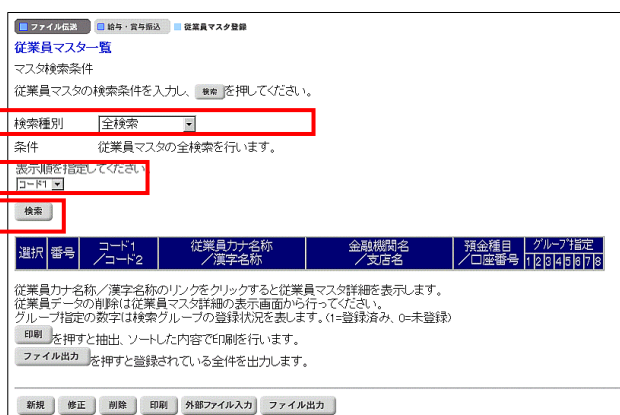 ファイル伝送 給与・賞与振込 従業員マスタ登録
従業員マスター覧
マスタ検索条件
従業員マスタの検索条件を入力し、 検索 を押してください。
検索種別 全検索
条件 従業員マスタの全検索を行います。
表示順を指定してください
コード1
検索
選択 番号 コード1／コード2 従業員カナ名称／漢字名称 金融機関名／支店名 預金種目／口座番号 グループ指定 1 2 3 4 5 6 7 8
従業員カナ名称／漢字名称のリンクをクリックすると従業員マスタ詳細を表示します。
従業員データの削除は従業員マスタ詳細の表示画面から行ってください。
グループ指定の数字は検索グループの登録状況を表します。(1=登録済み、0=未登録)
印刷 を押すと抽出、ソートした内容で印刷を行います。
ファイル出力 を押すと登録されている全件を出力します。
新規 修正 削除 印刷 外部ファイル入力 ファイル出力